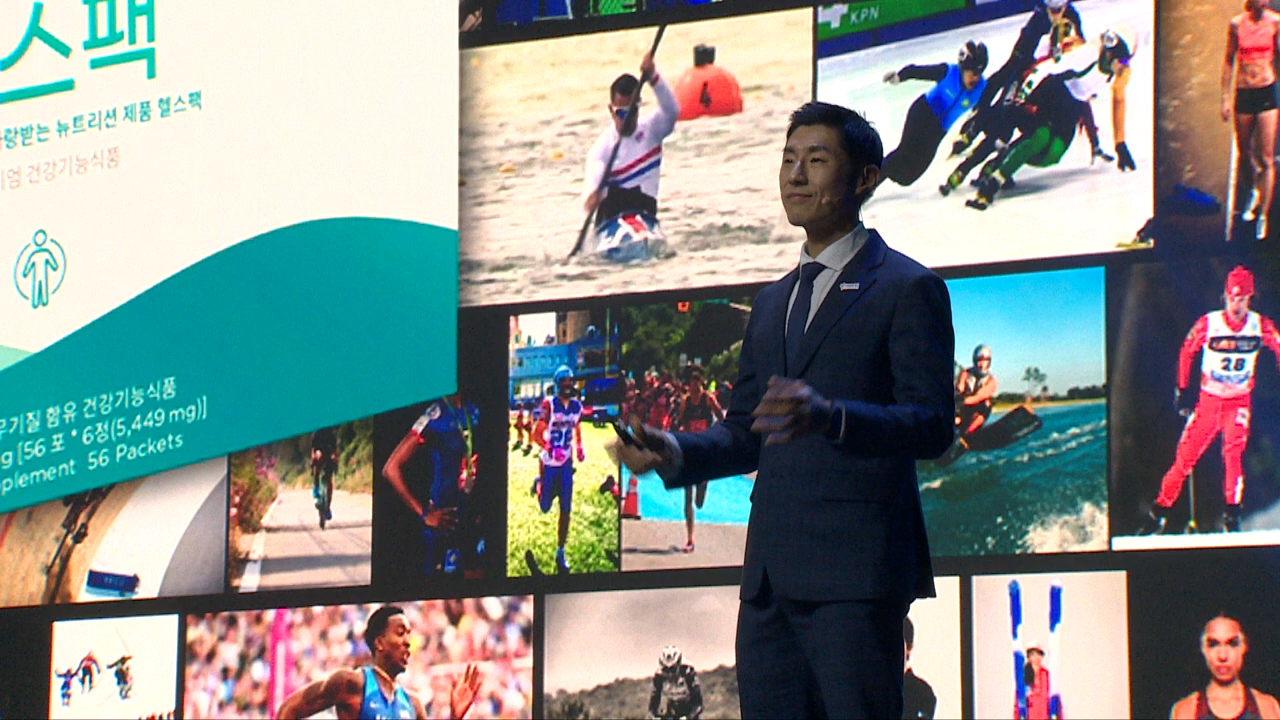 스팩
랑받는 뉴트리션 제품 헬스팩
엄 건강기능식품
무기질 함유 건강기능식품
g [56 포 * 6정(5,449 mg)]
plement 56 Packets
KPN
4
28